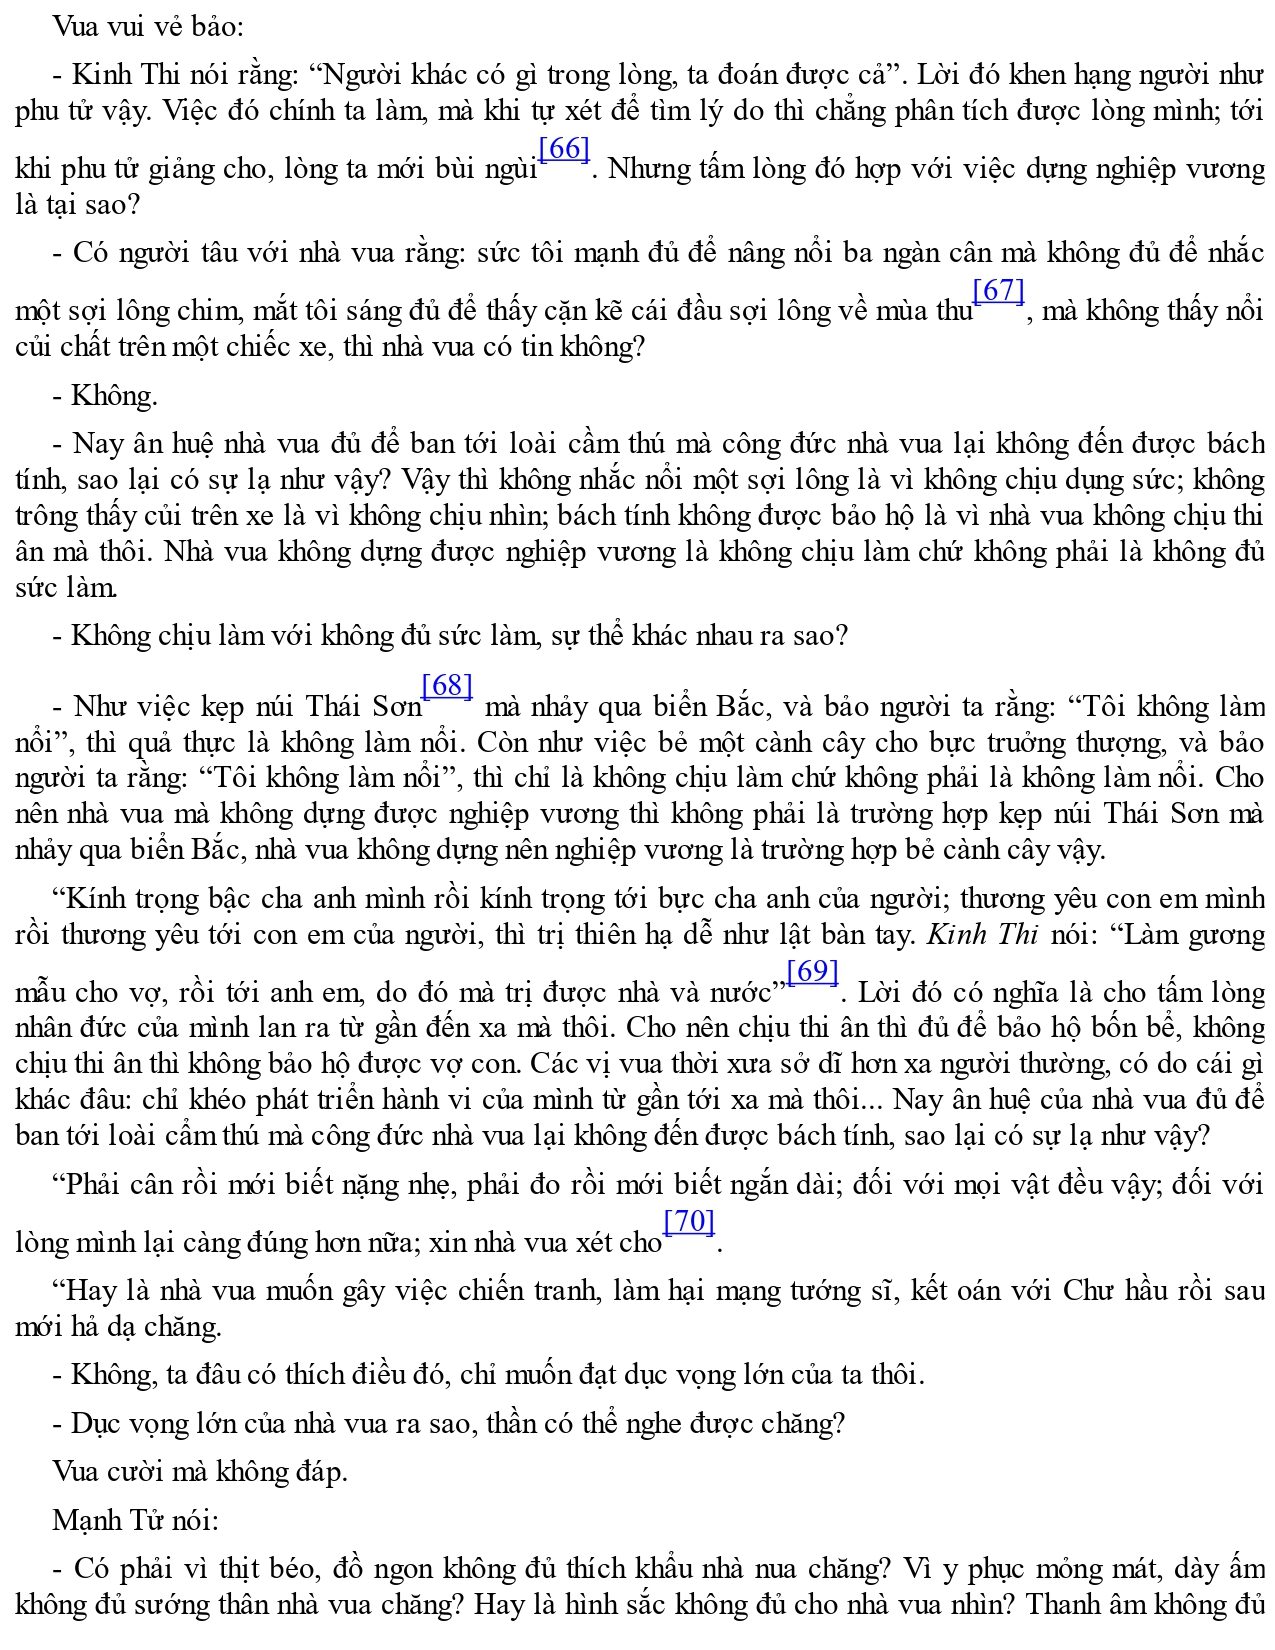 Vua vui vẻ bảo:
- Kinh Thi nói rằng: “Người khác có gì trong lòng, ta đoán được cả”. Lời đó khen hạng người như
phu tử vậy. Việc đó chính ta làm, mà khi tự xét để tìm lý do thì chẳng phân tích được lòng mình; tới
khi phu tử giảng cho, lòng ta mới bùi ngùi[66]. Nhưng tấm lòng đó hợp với việc dựng nghiệp vương
là tại sao?
- Có người tâu với nhà vua rằng: sức tôi mạnh đủ để nâng nổi ba ngàn cân mà không đủ để nhắc
một sợi lông chim, mắt tôi sáng đủ để thấy cặn kẽ cái đầu sợi lông về mùa thu[67], mà không thấy nổi
củi chất trên một chiếc xe, thì nhà vua có tin không?
- Không.
- Nay ân huệ nhà vua đủ để ban tới loài cầm thú mà công đức nhà vua lại không đến được bách
tính, sao lại có sự lạ như vậy? Vậy thì không nhắc nổi một sợi lông là vì không chịu dụng sức; không
trông thấy củi trên xe là vì không chịu nhìn; bách tính không được bảo hộ là vì nhà vua không chịu thi
ân mà thôi. Nhà vua không dựng được nghiệp vương là không chịu làm chứ không phải là không đủ
sức làm.
- Không chịu làm với không đủ sức làm, sự thể khác nhau ra sao?
- Như việc kẹp núi Thái Sơn[68] mà nhảy qua biển Bắc, và bảo người ta rằng: “Tôi không làm
nổi”, thì quả thực là không làm nổi. Còn như việc bẻ một cành cây cho bực truởng thượng, và bảo
người ta rằng: “Tôi không làm nổi”, thì chỉ là không chịu làm chứ không phải là không làm nổi. Cho
nên nhà vua mà không dựng được nghiệp vương thì không phải là trường hợp kẹp núi Thái Sơn mà
nhảy qua biển Bắc, nhà vua không dựng nên nghiệp vương là trường hợp bẻ cành cây vậy.
“Kính trọng bậc cha anh mình rồi kính trọng tới bực cha anh của người; thương yêu con em mình
rồi thương yêu tới con em của người, thì trị thiên hạ dễ như lật bàn tay. Kinh Thi nói: “Làm gương
mẫu cho vợ, rồi tới anh em, do đó mà trị được nhà và nước”[69]. Lời đó có nghĩa là cho tấm lòng
nhân đức của mình lan ra từ gần đến xa mà thôi. Cho nên chịu thi ân thì đủ để bảo hộ bốn bể, không
chịu thi ân thì không bảo hộ được vợ con. Các vị vua thời xưa sở dĩ hơn xa người thường, có do cái gì
khác đâu: chỉ khéo phát triển hành vi của mình từ gần tới xa mà thôi... Nay ân huệ của nhà vua đủ để
ban tới loài cẩm thú mà công đức nhà vua lại không đến được bách tính, sao lại có sự lạ như vậy?
“Phải cân rồi mới biết nặng nhẹ, phải đo rồi mới biết ngắn dài; đối với mọi vật đều vậy; đối với
lòng mình lại càng đúng hơn nữa; xin nhà vua xét cho[70].
“Hay là nhà vua muốn gây việc chiến tranh, làm hại mạng tướng sĩ, kết oán với Chư hầu rồi sau
mới hả dạ chăng.
- Không, ta đâu có thích điều đó, chỉ muốn đạt dục vọng lớn của ta thôi.
- Dục vọng lớn của nhà vua ra sao, thần có thể nghe được chăng?
Vua cười mà không đáp.
Mạnh Tử nói:
- Có phải vì thịt béo, đồ ngon không đủ thích khẩu nhà nua chăng? Vì y phục mỏng mát, dày ấm
không đủ sướng thân nhà vua chăng? Hay là hình sắc không đủ cho nhà vua nhìn? Thanh âm không đủ